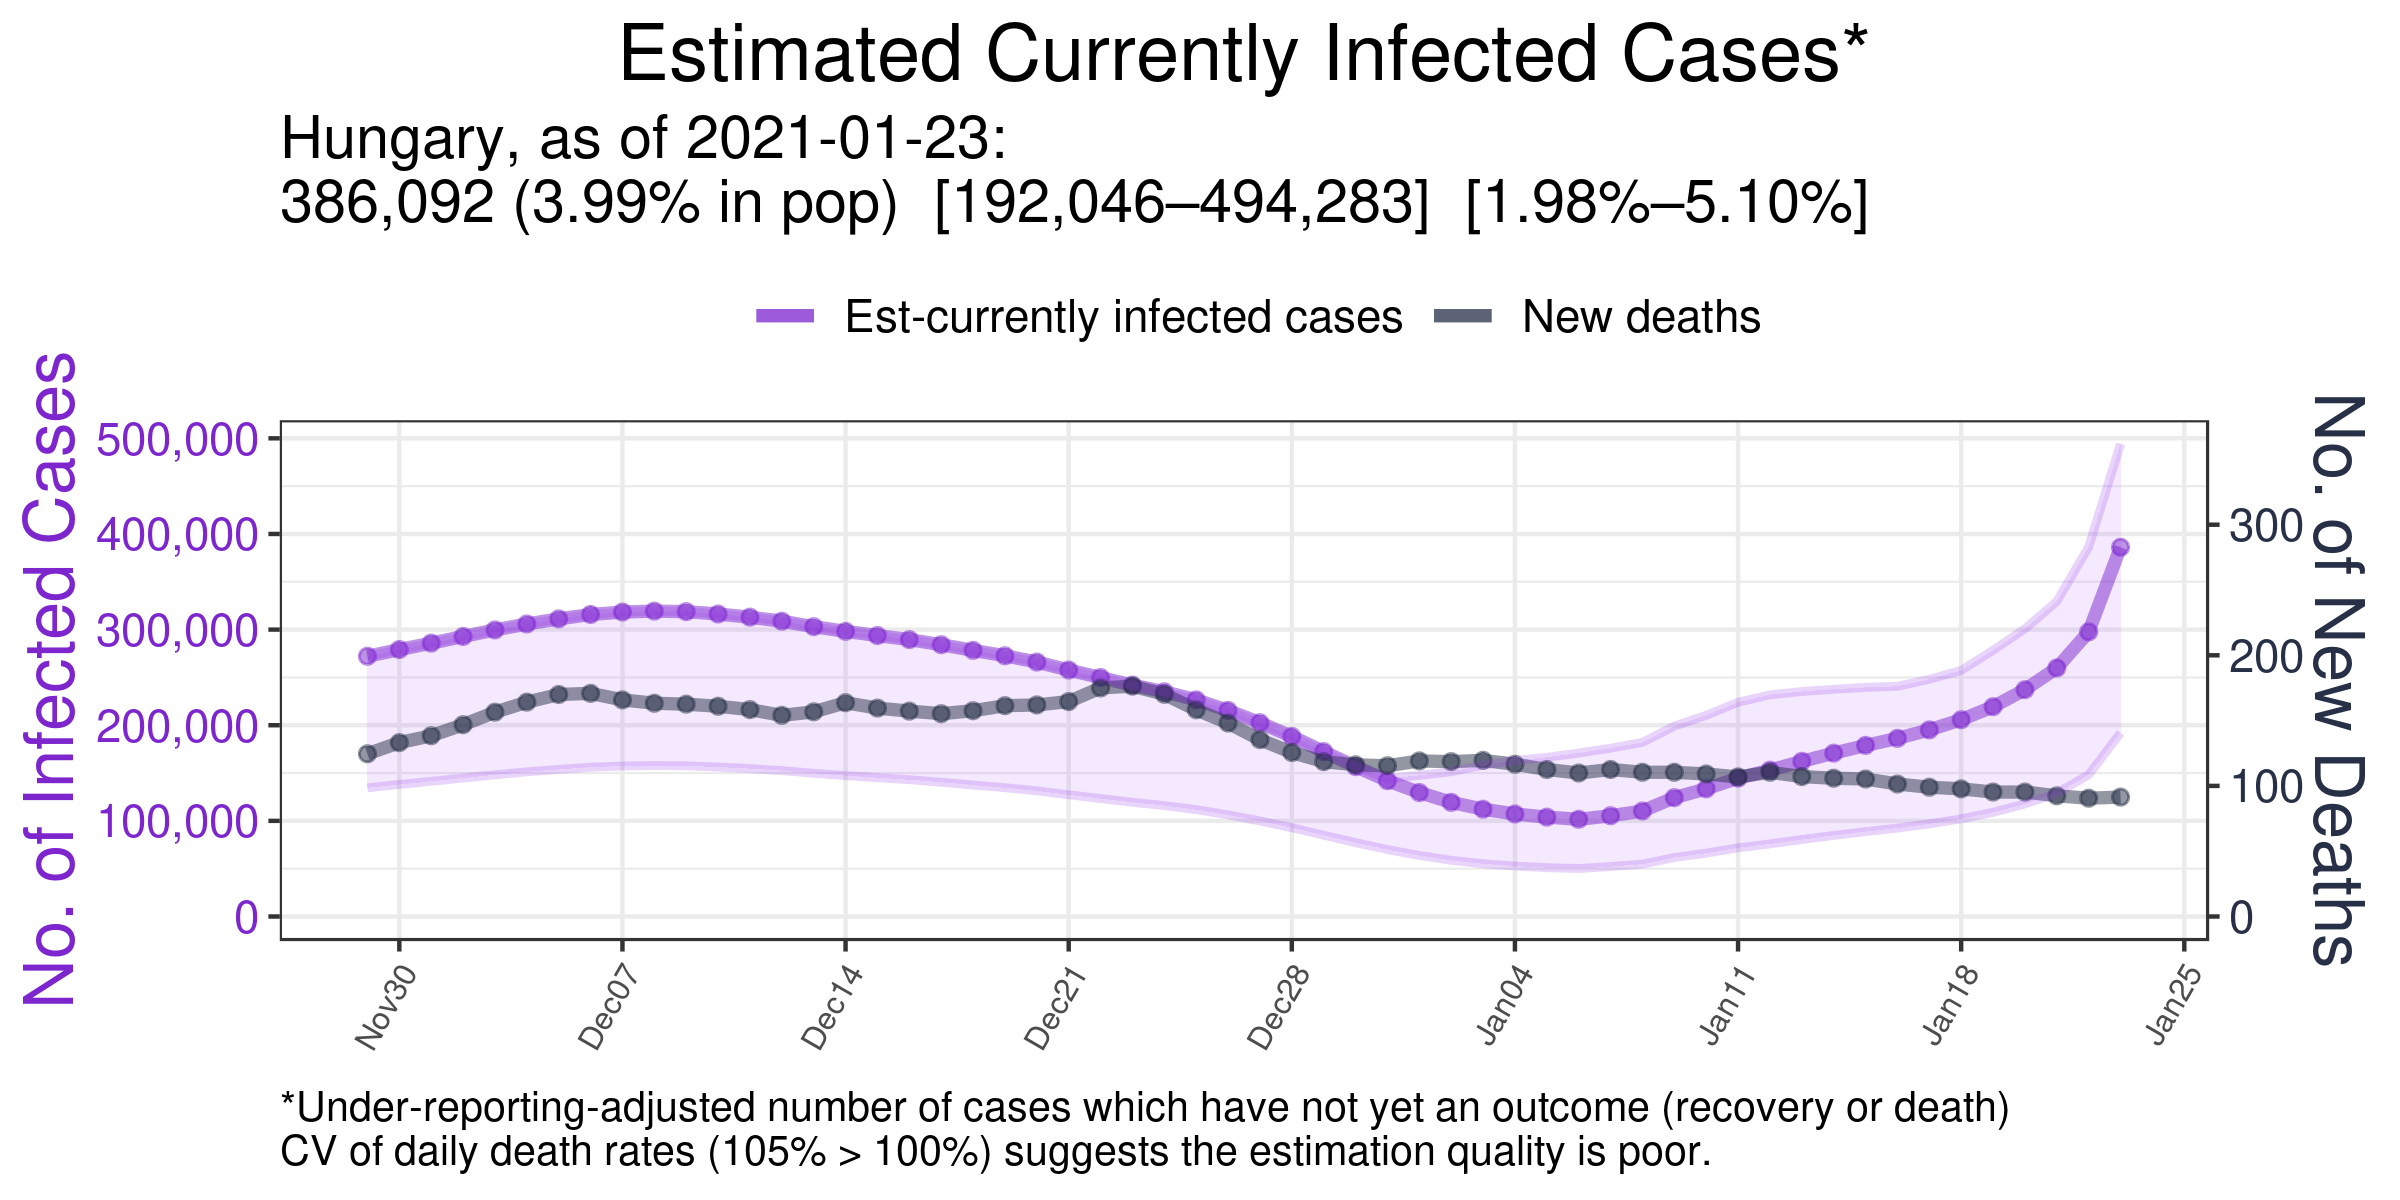 Estimated Currently Infected Cases*
Hungary, as of 2021-01-23:
386,092 (3.99% in pop)  [192,046–494,283]  [1.98%–5.10%]
Est-currently infected cases
New deaths
No. of Infected Cases
500,000
400,000
300,000
200,000
100,000
0
No. of New Deaths
300
200
100
0
Nov30
Dec07
Dec14
Dec21
Dec28
Jan04
Jan11
Jan18
Jan25
*Under-reporting-adjusted number of cases which have not yet an outcome (recovery or death)
CV of daily death rates (105% > 100%) suggests the estimation quality is poor.